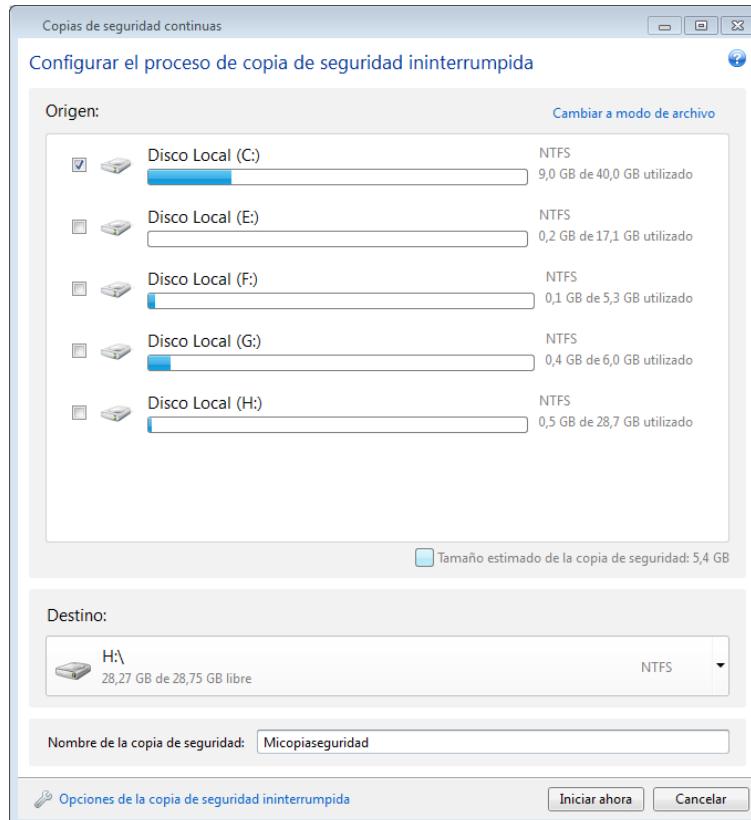 Copias de seguridad continuas
Configurar el proceso de copia de seguridad ininterrumpida
Origen:
Cambiar a modo de archivo
Disco Local (C:)
NTFS
9,0 GB de 40,0 GB utilizado
Disco Local (E:)
NTFS
0,2 GB de 17,1 GB utilizado
Disco Local (F:)
NTFS
0,1 GB de 5,3 GB utilizado
Disco Local (G:)
NTFS
0,4 GB de 6,0 GB utilizado
Disco Local (H:)
NTFS
0,5 GB de 28,7 GB utilizado
Tamaño estimado de la copia de seguridad: 5,4 GB
Destino:
H:\
28,27 GB de 28,75 GB libre
NTFS
Nombre de la copia de seguridad: Micopiaseguridad
Opciones de la copia de seguridad ininterrumpida
Iniciar ahora
Cancelar